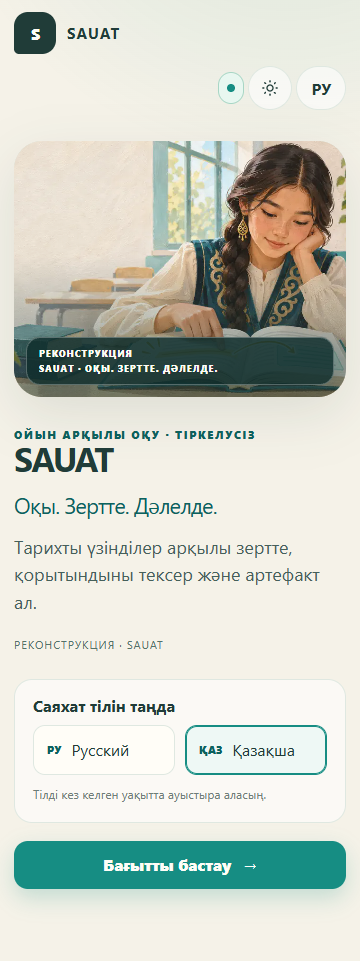 S SAUAT
РУ
РЕКОНСТРУКЦИЯ
SAUAT · ОҚЫ. ЗЕРТТЕ. ДӘЛЕЛДЕ.
ОЙЫН АРҚЫЛЫ ОҚУ · ТІРКЕЛУСІЗ
SAUAT
Оқы. Зертте. Дәлелде.
Тарихты үзінділер арқылы зертте,
қорытындыны тексер және артефакт
ал.
РЕКОНСТРУКЦИЯ · SAUAT
Саяхат тілін таңда
РУ Русский ҚАЗ Қазақша
Тілді кез келген уақытта ауыстыра аласың.
Бағытты бастау →